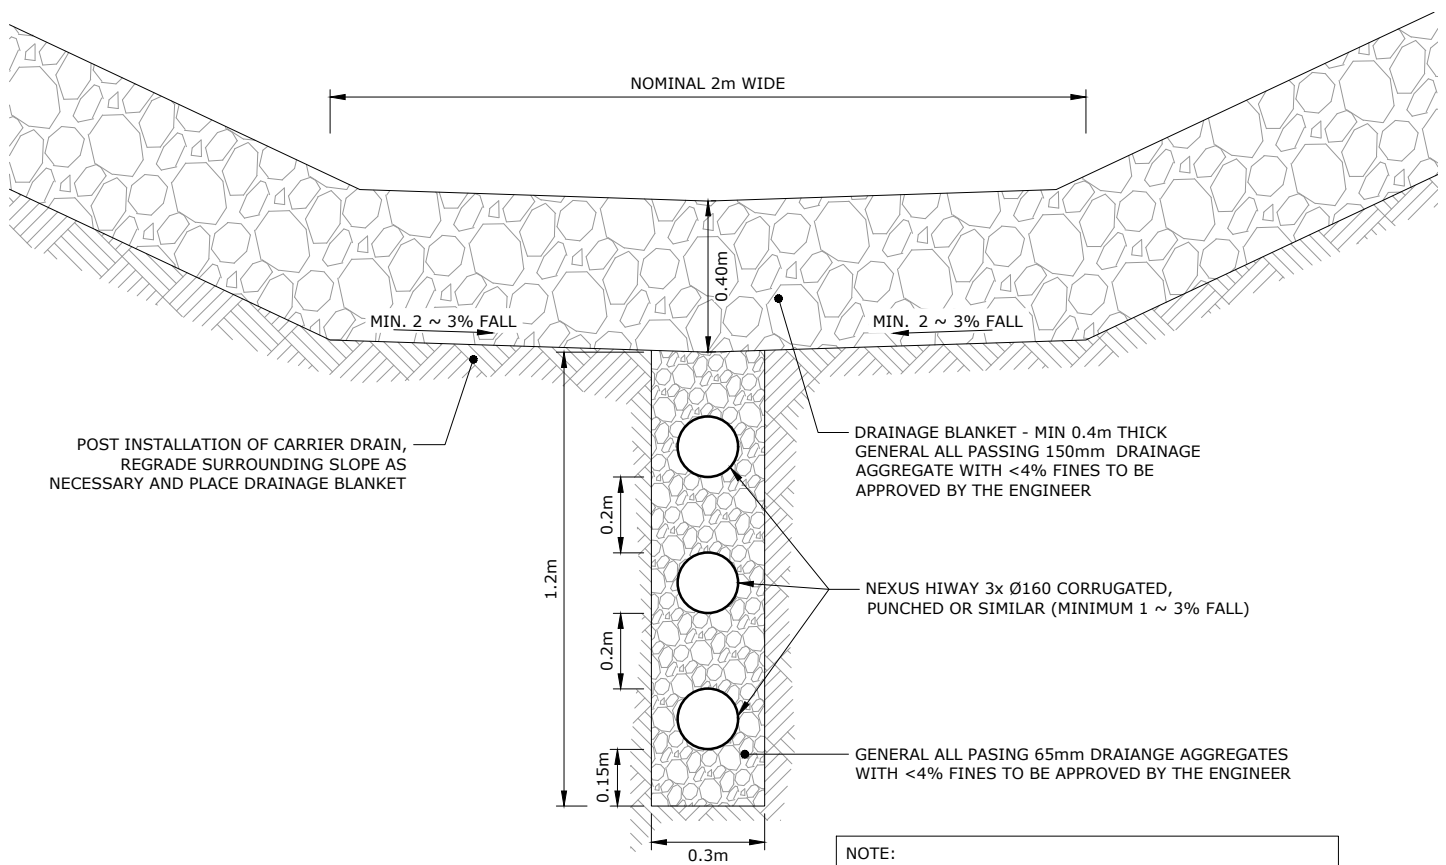 NOMINAL 2m WIDE
0.40m
MIN. 2 ~ 3% FALL
MIN. 2 ~ 3% FALL
POST INSTALLATION OF CARRIER DRAIN,
REGRADE SURROUNDING SLOPE AS
NECESSARY AND PLACE DRAINAGE BLANKET
DRAINAGE BLANKET - MIN 0.4m THICK
GENERAL ALL PASSING 150mm DRAINAGE
AGGREGATE WITH <4% FINES TO BE
APPROVED BY THE ENGINEER
0.2m
1.2m
NEXUS HIWAY 3x Ø160 CORRUGATED,
PUNCHED OR SIMILAR (MINIMUM 1 ~ 3% FALL)
0.2m
GENERAL ALL PASING 65mm DRAIANGE AGGREGATES
WITH <4% FINES TO BE APPROVED BY THE ENGINEER
0.15m
0.3m
NOTE: